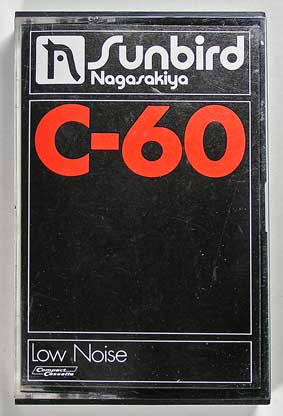 Sunbird
Nagasakiya
C-60
Low Noise
Compact
Cassette